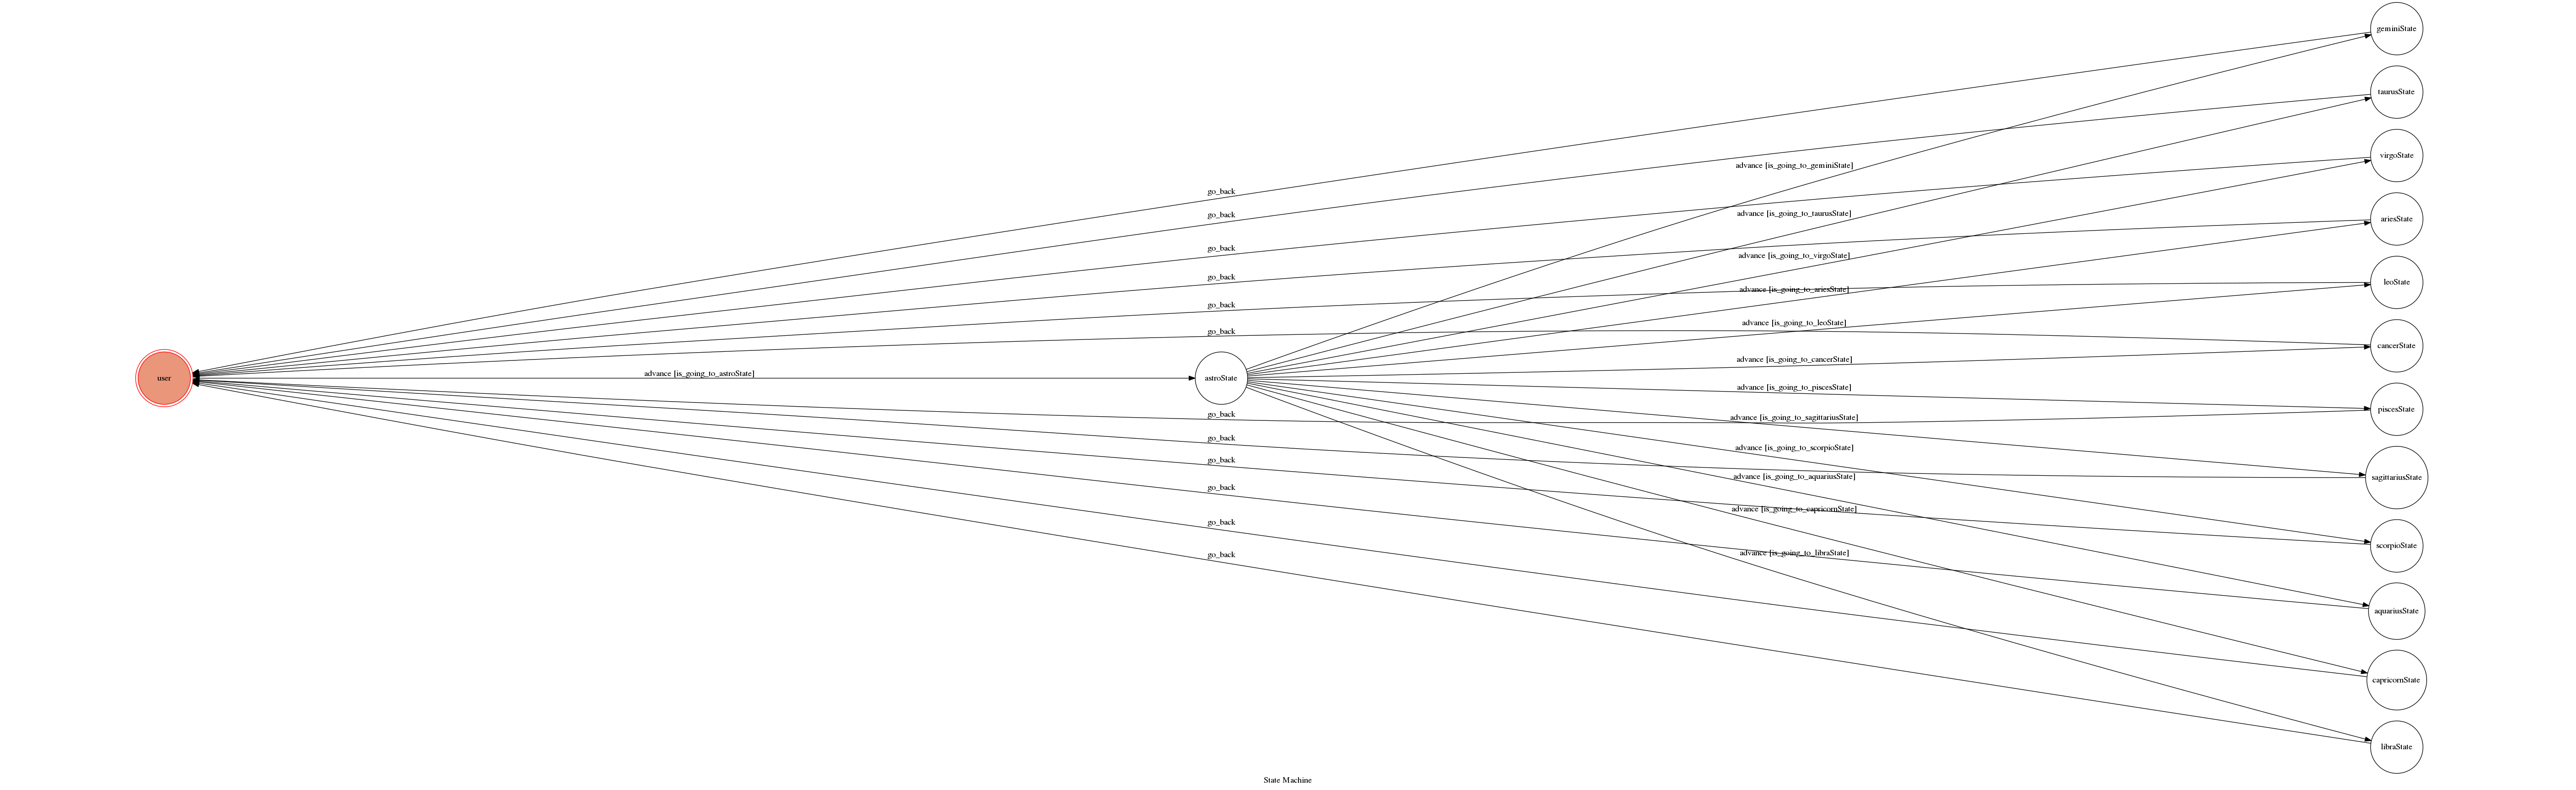 geminiState
taurusState
virgoState
advance [is_going_to_geminiState]
go_back
advance [is_going_to_taurusState]
go_back
ariesState
go_back
advance [is_going_to_virgoState]
go_back
leoState
advance [is_going_to_ariesState]
go_back
advance [is_going_to_leoState]
go_back
cancerState
advance [is_going_to_cancerState]
user
advance [is_going_to_astroState]
astroState
advance [is_going_to_piscesState]
piscesState
go_back
advance [is_going_to_sagittariusState]
go_back
advance [is_going_to_scorpioState]
go_back
advance [is_going_to_aquariusState]
sagittariusState
go_back
advance [is_going_to_capricornState]
go_back
scorpioState
go_back
advance [is_going_to_libraState]
aquariusState
capricornState
libraState
State Machine